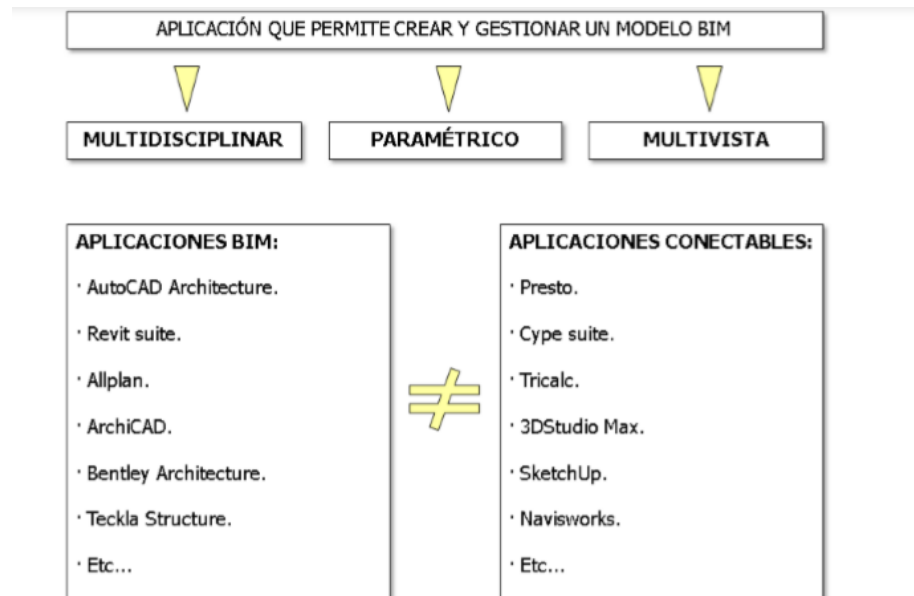 APLICACIÓN QUE PERMITE CREAR Y GESTIONAR UN MODELO BIM
MULTIDISCIPLINAR
PARAMÉTRICO
MULTIVISTA
APLICACIONES BIM:
· AutoCAD Architecture.
· Revit suite.
· Allplan.
· ArchiCAD.
· Bentley Architecture.
· Teckla Structure.
· Etc...
≠
APLICACIONES CONECTABLES:
· Presto.
· Cype suite.
· Tricalc.
· 3DStudio Max.
· SketchUp.
· Navisworks.
· Etc...